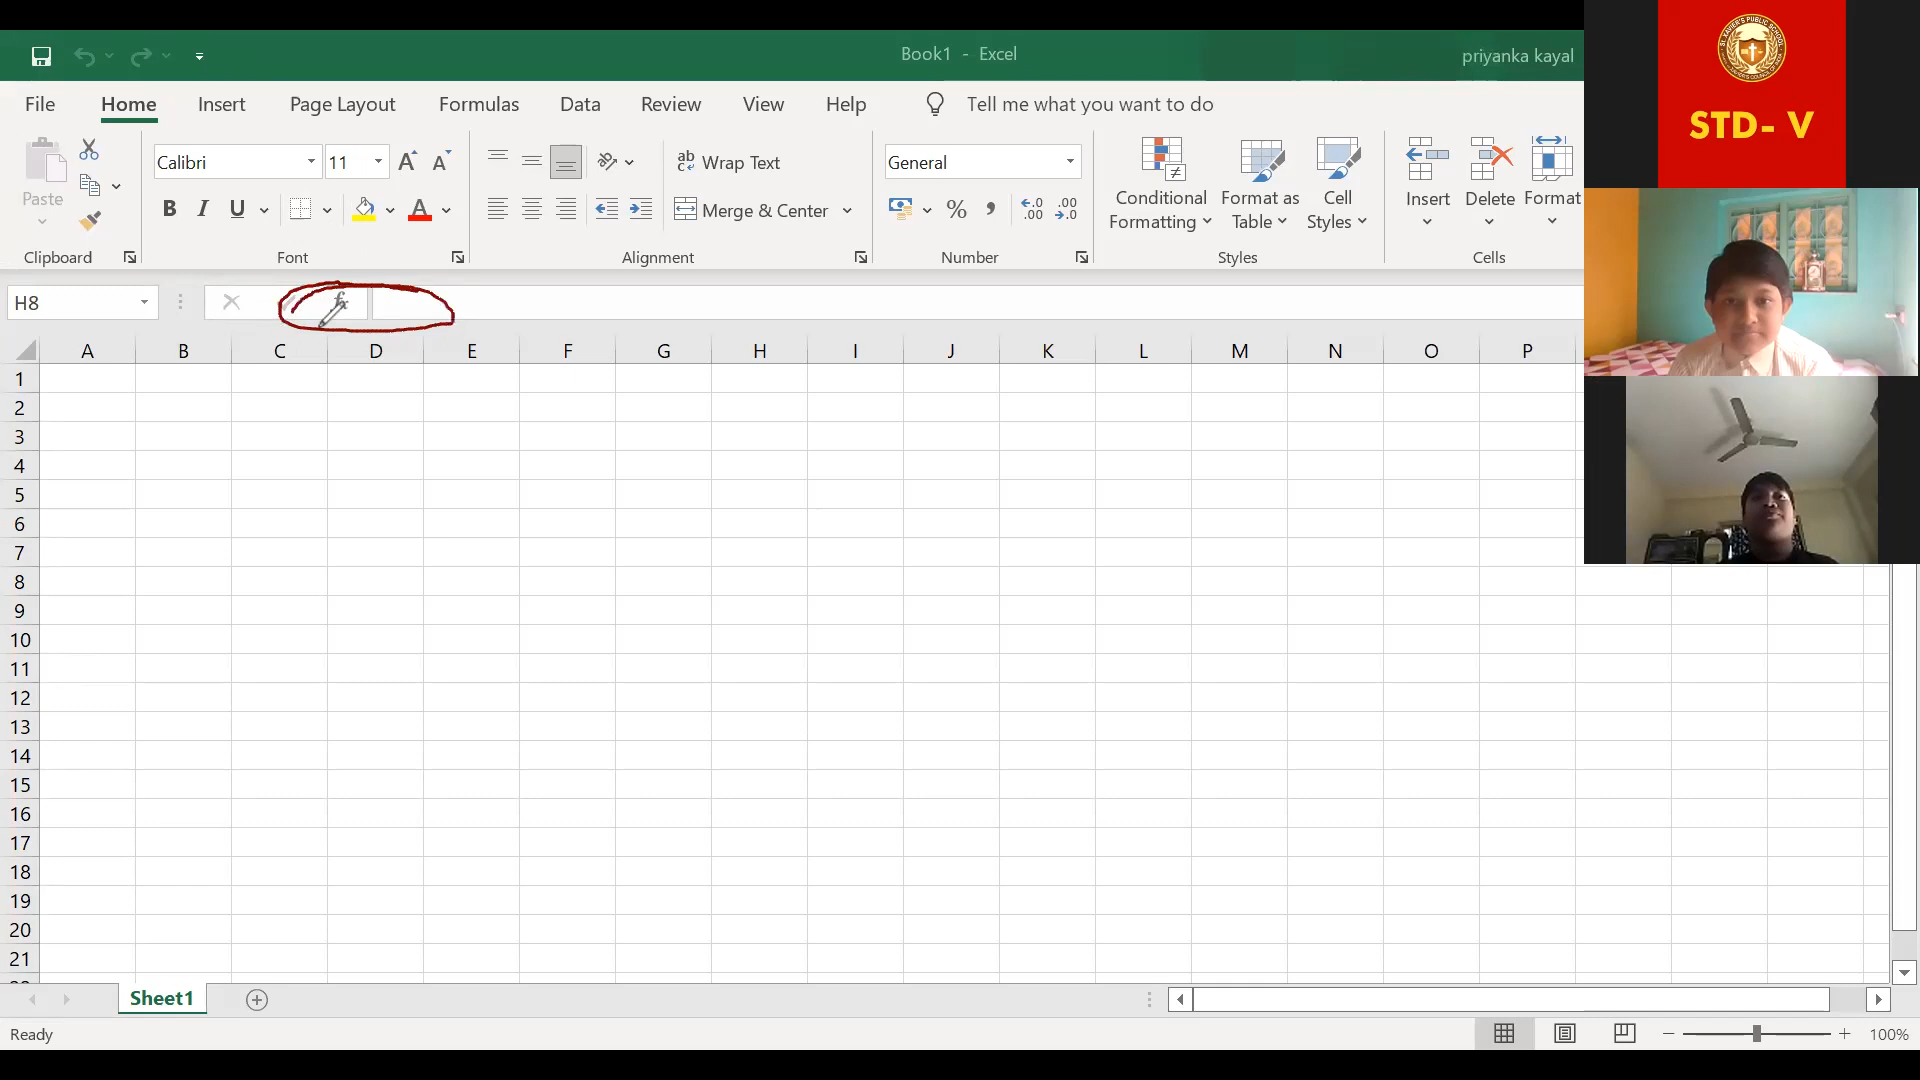 Book1 - Excel
priyanka kayal
File Home Insert Page Layout Formulas Data Review View Help Tell me what you want to do
STD- V
Paste
Calibri 11
ab Wrap Text
General
Conditional Formatting
Format as Table
Cell Styles
Insert Delete Format
B I U A
Merge & Center
% , .00 .0
Clipboard Font Alignment Number Styles Cells
H8
fx
A B C D E F G H I J K L M N O P
1
2
3
4
5
6
7
8
9
10
11
12
13
14
15
16
17
18
19
20
21
Sheet1
Ready
100%